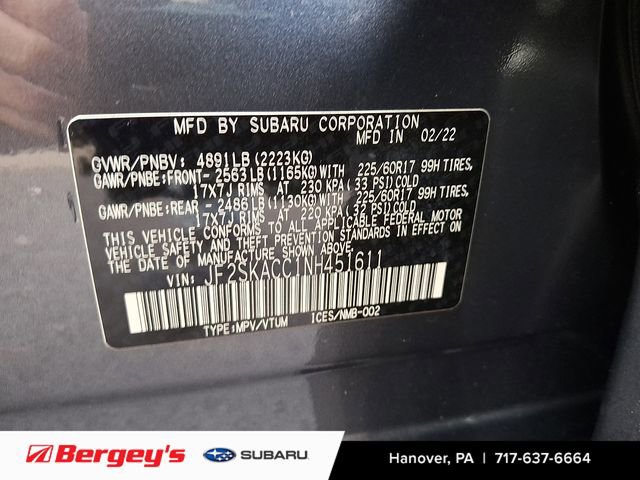 MFD BY SUBARU CORPORATION
MFD IN 02/22
GVWR/PNBV: 4891LB(2223KG)
GAWR/PNBE:FRONT- 2563LB(1165KG)WITH 225/60R17 99H TIRES,
17X7J RIMS AT 230 KPA(33 PSI)COLD
GAWR/PNBE:REAR -2486LB(1130KG)WITH 225/60R17 99H TIRES,
17X7J RIMS AT 220 KPA(32 PSI)COLD
THIS VEHICLE CONFORMS TO ALL APPLICABLE FEDERAL MOTOR
VEHICLE SAFETY AND THEFT PREVENTION STANDARDS IN EFFECT ON
THE DATE OF MANUFACTURE SHOWN ABOVE.
VIN: JF2SKACC1NH451611
TYPE:MPV/VTUM ICES/NMB-002
Bergey's SUBARU Hanover, PA | 717-637-6664